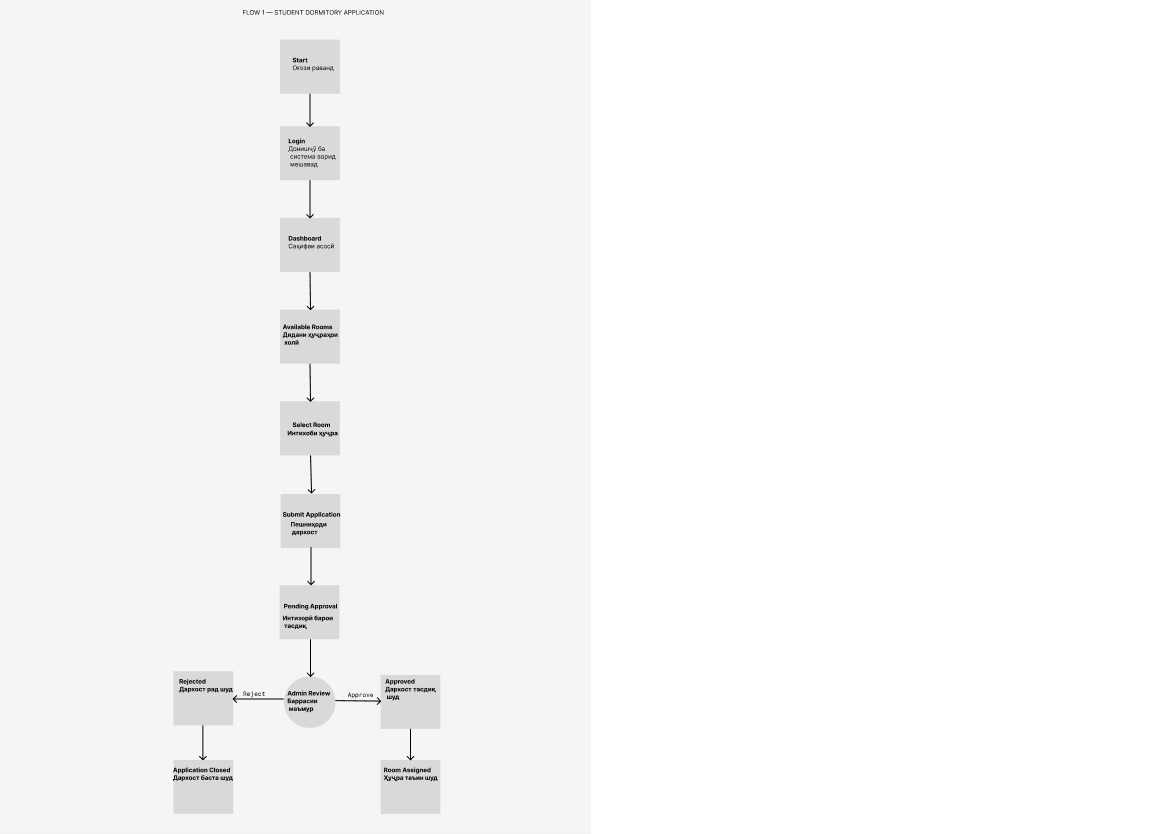 FLOW 1 — STUDENT DORMITORY APPLICATION
Start
Оғози раванд
Login
Донишҷӯ ба
система ворид
мешавад
Dashboard
Саҳифаи асосӣ
Available Rooms
Дидани ҳуҷраҳои
холӣ
Select Room
Интихоби ҳуҷра
Submit Application
Пешниҳоди
дархост
Pending Approval
Интизорӣ барои
тасдиқ
Rejected
Дархост рад шуд
Reject
Admin Review
Баррасии
маъмур
Approve
Approved
Дархост тасдиқ
шуд
Application Closed
Дархост баста шуд
Room Assigned
Ҳуҷра таъин шуд